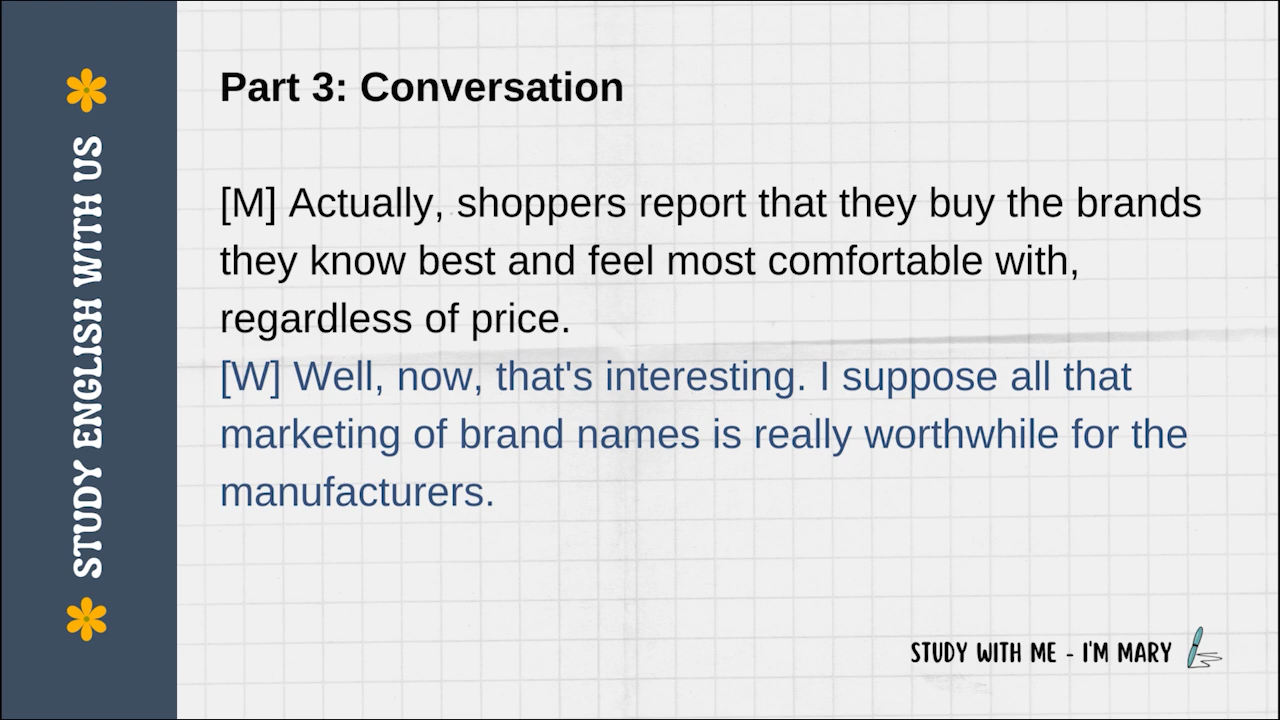 STUDY ENGLISH WITH US
Part 3: Conversation
[M] Actually, shoppers report that they buy the brands
they know best and feel most comfortable with,
regardless of price.
[W] Well, now, that's interesting. I suppose all that
marketing of brand names is really worthwhile for the
manufacturers.
STUDY WITH ME - I'M MARY